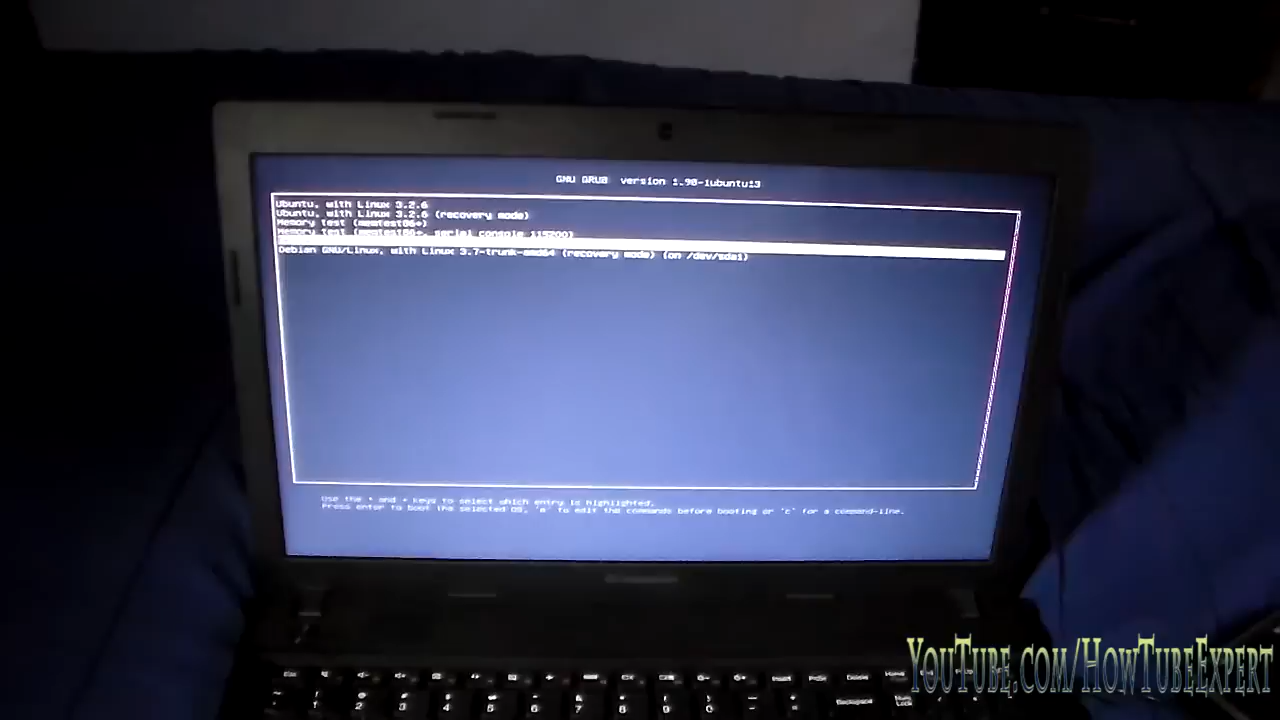 GNU GRUB version 1.98-1ubuntu13
Ubuntu, with Linux 3.2.6
Ubuntu, with Linux 3.2.6 (recovery mode)
Memory test (memtest86+)
Memory test (memtest86+, serial console 115200)
Debian GNU/Linux, with Linux 3.7-trunk-amd64 (recovery mode) (on /dev/sda1)
Use the and keys to select which entry is highlighted.
Press enter to boot the selected OS, 'e' to edit the commands before booting or 'c' for a command-line.
YouTube.com/HowTubeExpert